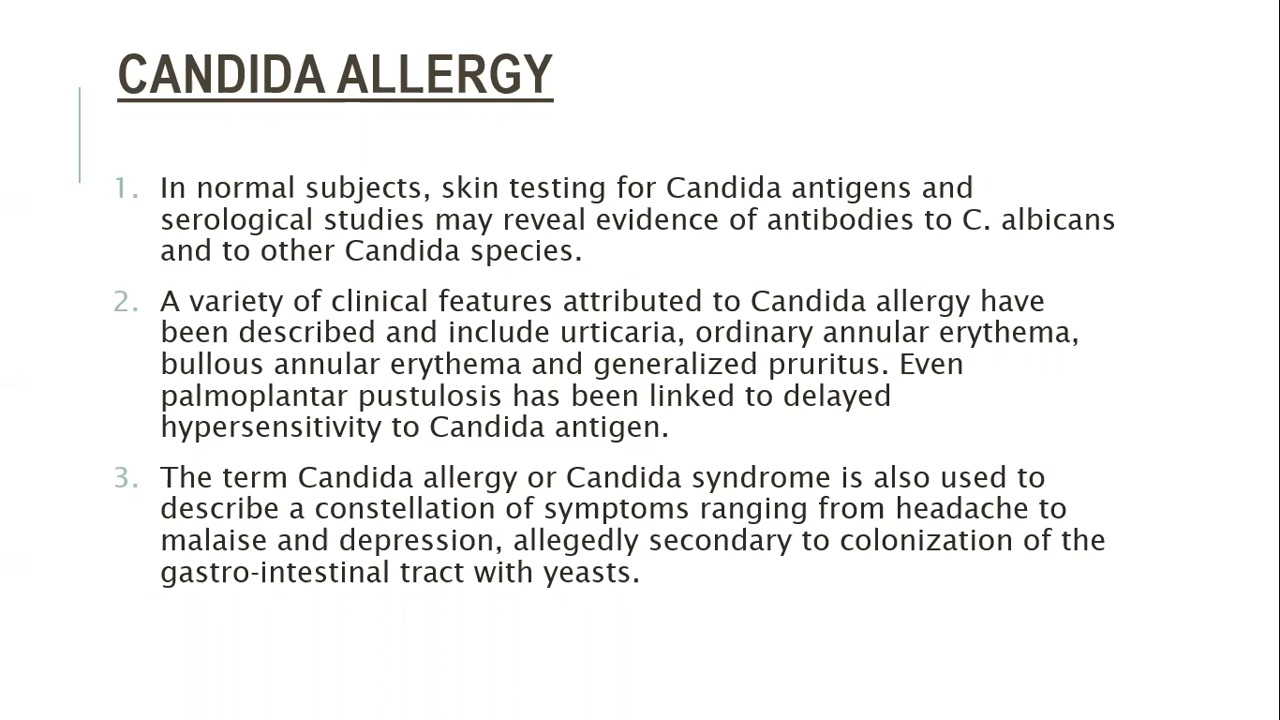 CANDIDA ALLERGY
1. In normal subjects, skin testing for Candida antigens and
serological studies may reveal evidence of antibodies to C. albicans
and to other Candida species.
2. A variety of clinical features attributed to Candida allergy have
been described and include urticaria, ordinary annular erythema,
bullous annular erythema and generalized pruritus. Even
palmoplantar pustulosis has been linked to delayed
hypersensitivity to Candida antigen.
3. The term Candida allergy or Candida syndrome is also used to
describe a constellation of symptoms ranging from headache to
malaise and depression, allegedly secondary to colonization of the
gastro-intestinal tract with yeasts.